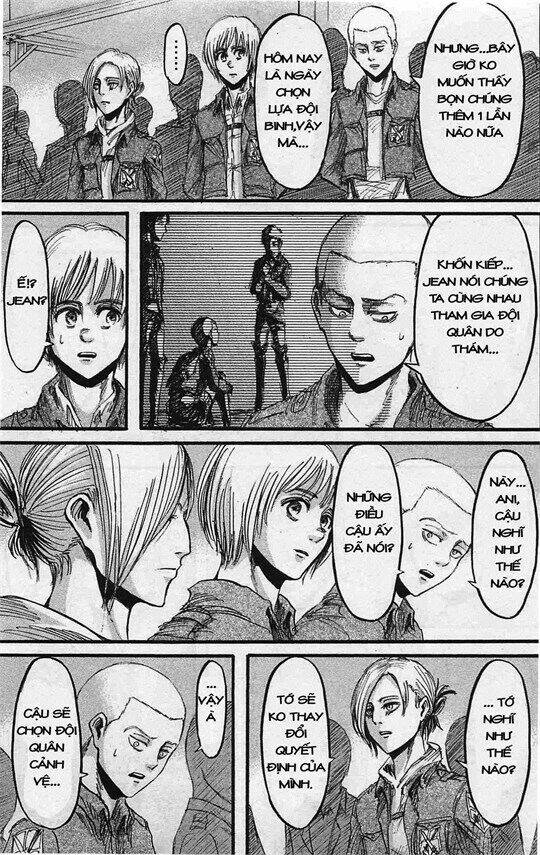 NHƯNG...BÂY
GIỜ KO
MUỐN THẤY
BỌN CHÚNG
THÊM 1 LẦN
NÀO NỮA
HÔM NAY
LÀ NGÀY
CHỌN
LỰA ĐỘI
BINH,VẬY
MÀ...
......
KHỐN KIẾP...
JEAN NÓI CHÚNG
TA CÙNG NHAU
THAM GIA ĐỘI
QUÂN DO
THÁM...
Ế!?
JEAN?
NÀY...
ANI,
CẬU
NGHĨ
NHƯ
THẾ
NÀO?
NHỮNG
ĐIỀU
CẬU ẤY
ĐÃ NÓI?
... TỚ
NGHĨ
NHƯ
THẾ
NÀO?
TỚ SẼ
KO THAY
ĐỔI
QUYẾT
ĐỊNH CỦA
MÌNH.
...
VẬY
À
CẬU SẼ
CHỌN ĐỘI
QUÂN
CẢNH
VỆ...